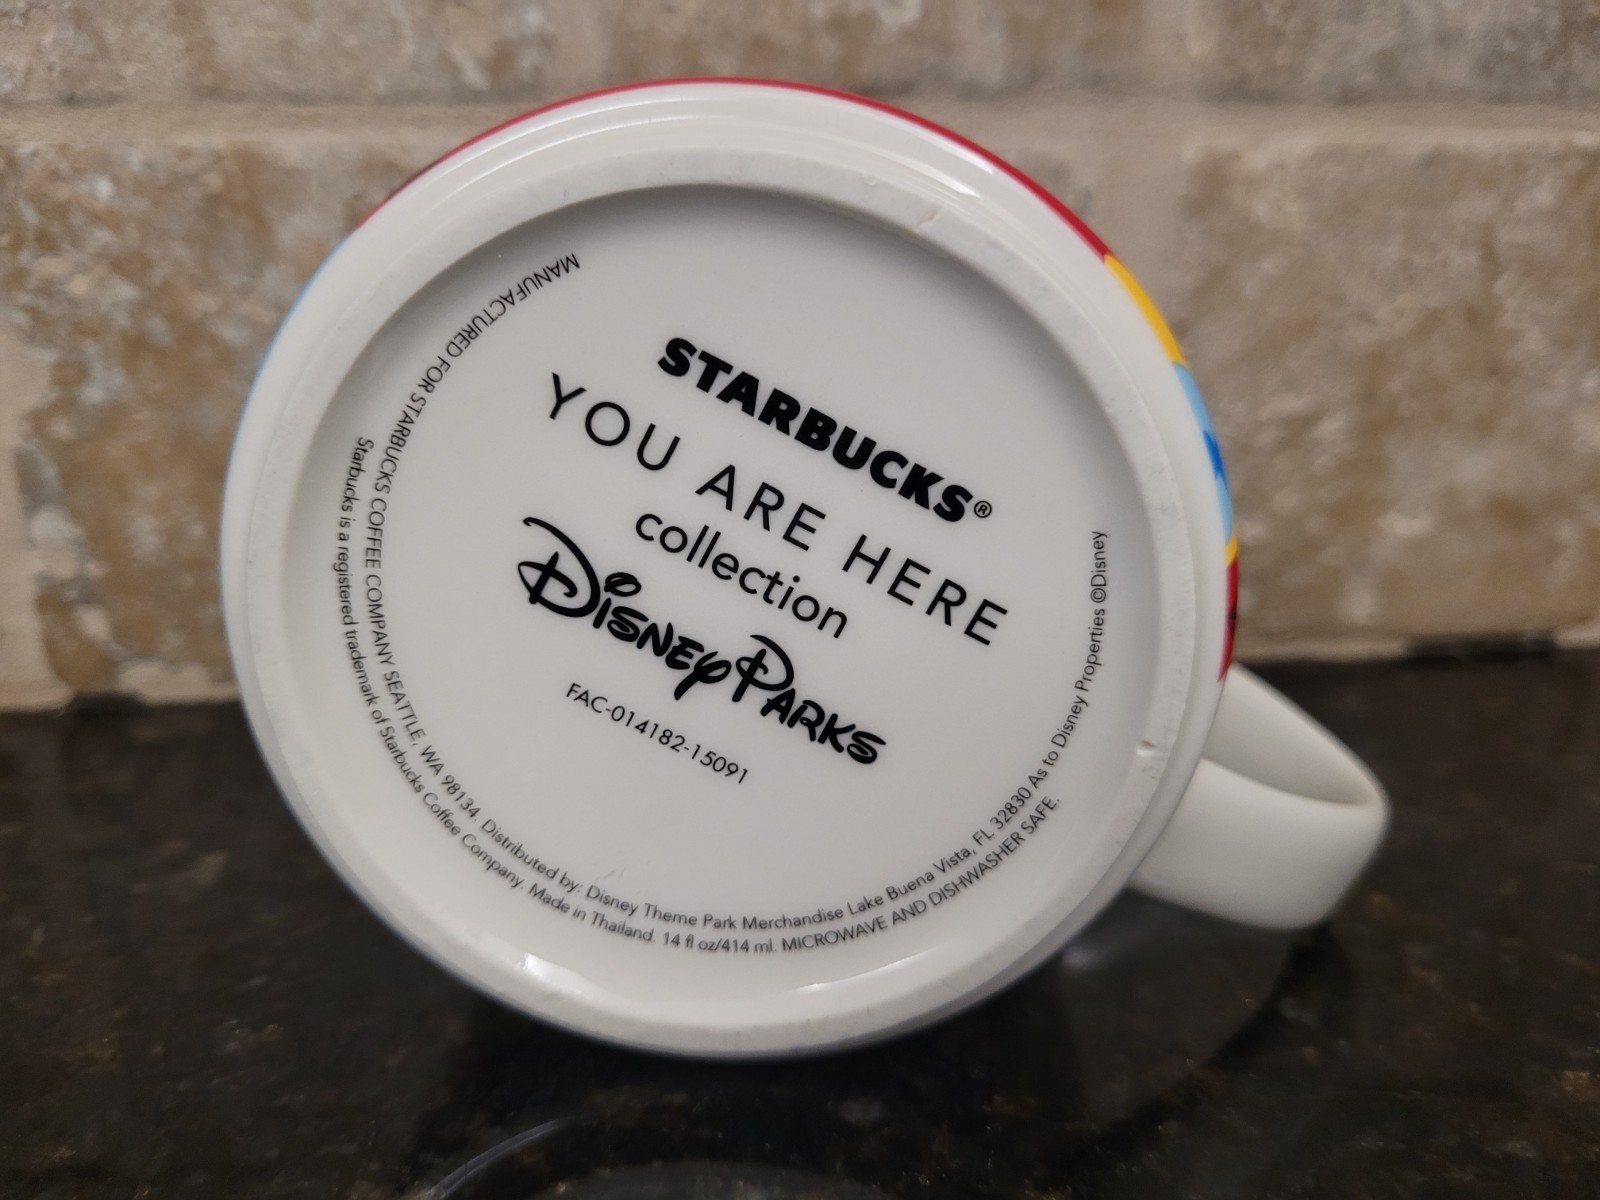 STARBUCKS®
YOU ARE HERE
collection
Disney Parks
FAC-014182-15091
MANUFACTURED FOR STARBUCKS COFFEE COMPANY SEATTLE, WA 98134. Distributed by: Disney Theme Park Merchandise Lake Buena Vista, FL 32830 As to Disney Properties ©Disney
Starbucks is a registered trademark of Starbucks Coffee Company. Made in Thailand. 14 fl oz/414 ml. MICROWAVE AND DISHWASHER SAFE.